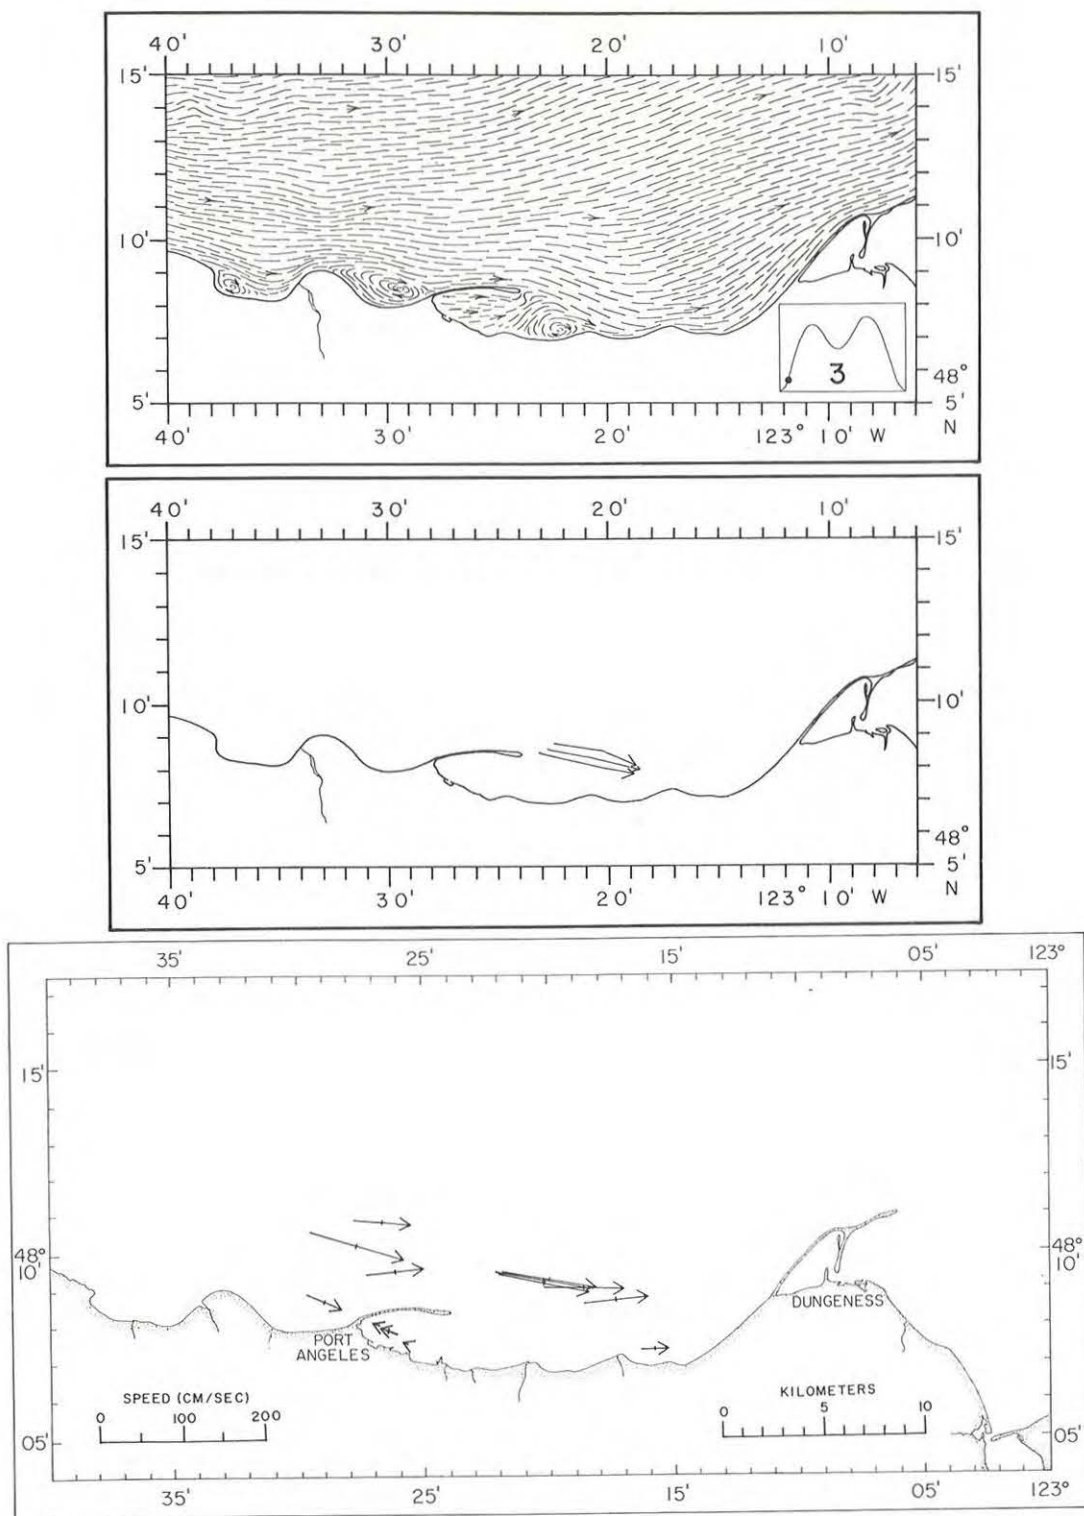 40' 30' 20' 10'
15' 15'
10' 10'
3
48°
5' 5'
40' 30' 20' 123° 10' W N
40' 30' 20' 10'
15' 15'
10' 10'
48°
5' 5'
40' 30' 20' 123° 10' W N
35' 25' 15' 05' 123°
15' 15'
48° 48°
10' 10'
DUNGENESS
PORT
ANGELES
SPEED (CM/SEC) KILOMETERS
0 100 200 0 5 10
05' 05'
35' 25' 15' 05' 123°